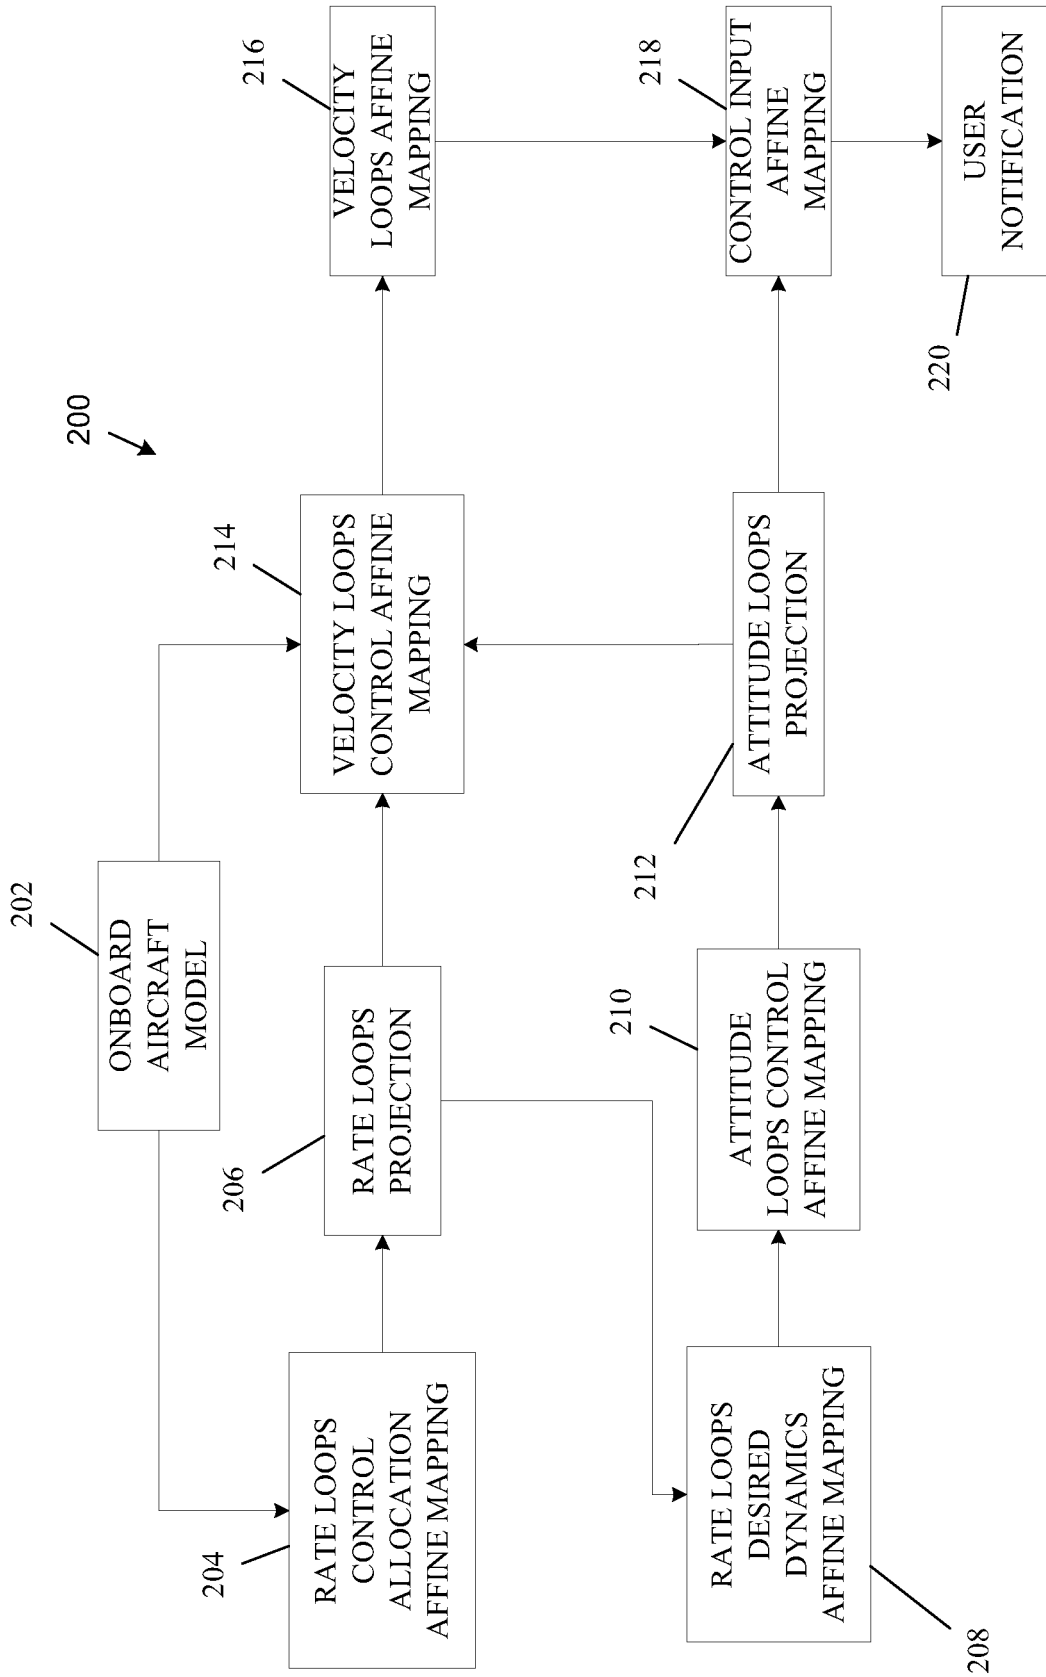 200
202
ONBOARD
AIRCRAFT
MODEL
204
RATE LOOPS
CONTROL
ALLOCATION
AFFINE MAPPING
206
RATE LOOPS
PROJECTION
214
VELOCITY LOOPS
CONTROL AFFINE
MAPPING
216
VELOCITY
LOOPS AFFINE
MAPPING
208
RATE LOOPS
DESIRED
DYNAMICS
AFFINE MAPPING
210
ATTITUDE
LOOPS CONTROL
AFFINE MAPPING
212
ATTITUDE LOOPS
PROJECTION
218
CONTROL INPUT
AFFINE
MAPPING
220
USER
NOTIFICATION